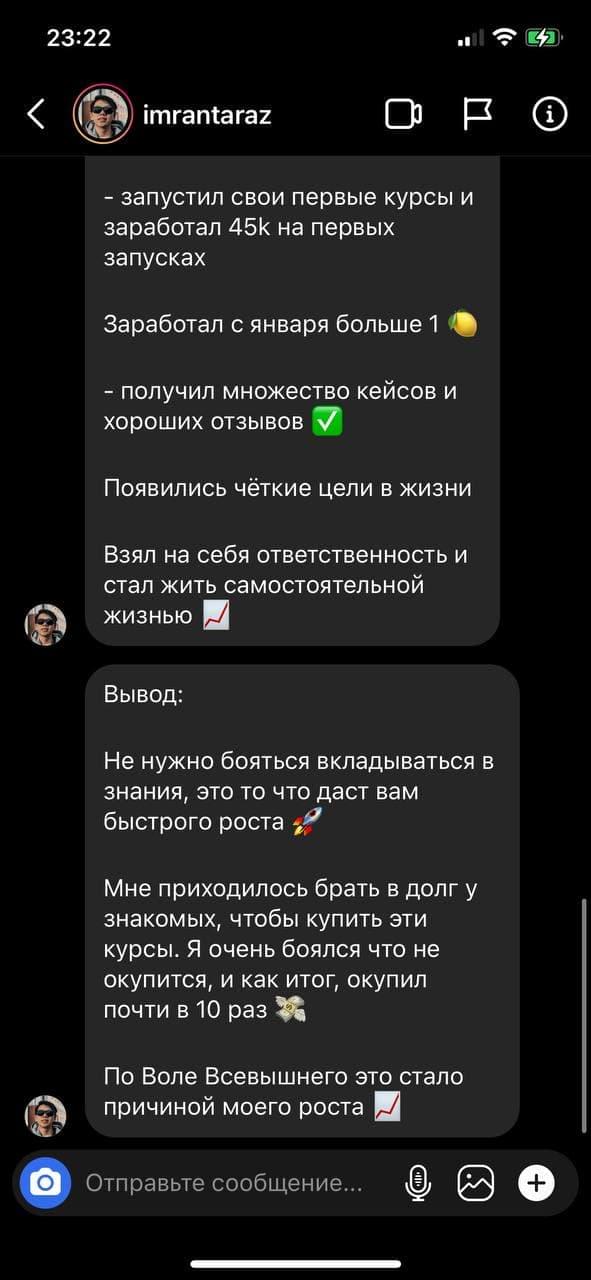 23:22
imrantaraz
- запустил свои первые курсы и
заработал 45k на первых
запусках
Заработал с января больше 1 🍋
- получил множество кейсов и
хороших отзывов ✅
Появились чёткие цели в жизни
Взял на себя ответственность и
стал жить самостоятельной
жизнью 📈
Вывод:
Не нужно бояться вкладываться в
знания, это то что даст вам
быстрого роста 🚀
Мне приходилось брать в долг у
знакомых, чтобы купить эти
курсы. Я очень боялся что не
окупится, и как итог, окупил
почти в 10 раз 💸
По Воле Всевышнего это стало
причиной моего роста 📈
Отправьте сообщение...